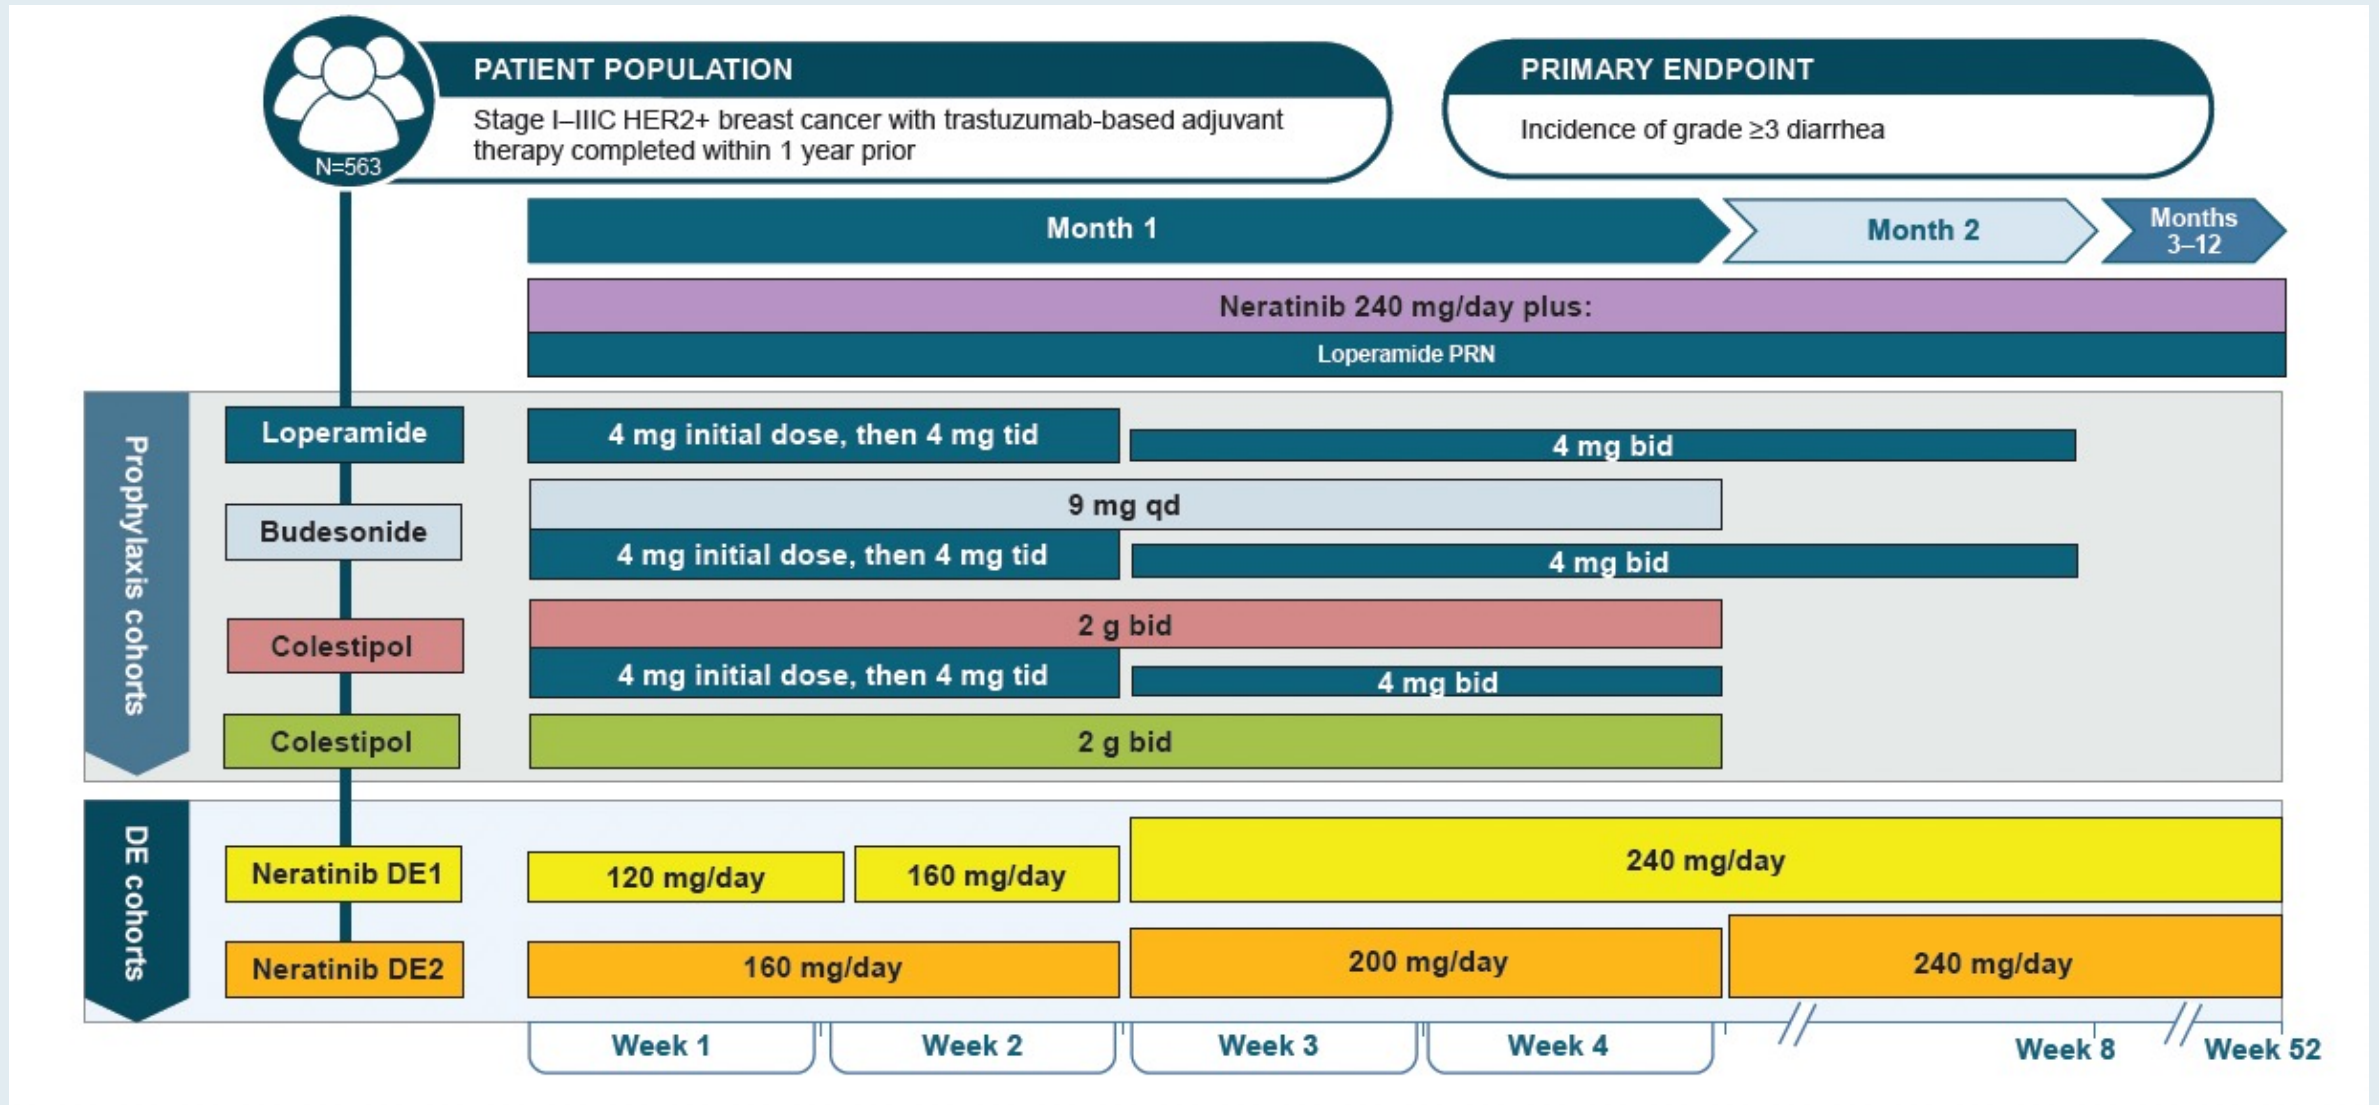 N=563
PATIENT POPULATION
Stage I–IIIC HER2+ breast cancer with trastuzumab-based adjuvant
therapy completed within 1 year prior
PRIMARY ENDPOINT
Incidence of grade ≥3 diarrhea
Month 1
Month 2
Months
3–12
Neratinib 240 mg/day plus:
Loperamide PRN
Prophylaxis cohorts
Loperamide
4 mg initial dose, then 4 mg tid
4 mg bid
Budesonide
9 mg qd
4 mg initial dose, then 4 mg tid
4 mg bid
Colestipol
2 g bid
4 mg initial dose, then 4 mg tid
4 mg bid
Colestipol
2 g bid
DE cohorts
Neratinib DE1
120 mg/day
160 mg/day
240 mg/day
Neratinib DE2
160 mg/day
200 mg/day
240 mg/day
Week 1
Week 2
Week 3
Week 4
Week 8
Week 52